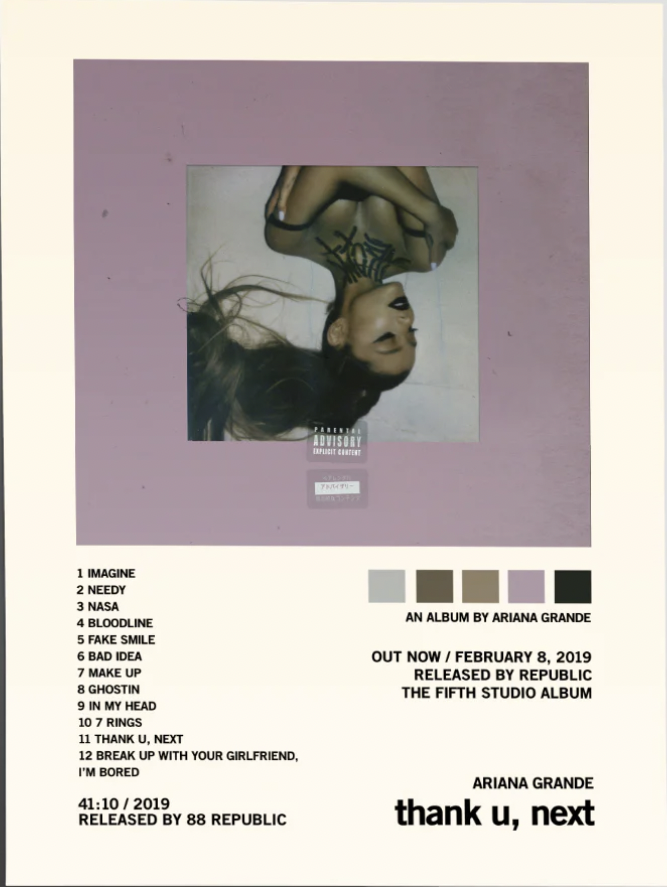 PARENTAL
ADVISORY
EXPLICIT CONTENT
1 IMAGINE
2 NEEDY
3 NASA
4 BLOODLINE
5 FAKE SMILE
6 BAD IDEA
7 MAKE UP
8 GHOSTIN
9 IN MY HEAD
10 7 RINGS
11 THANK U, NEXT
12 BREAK UP WITH YOUR GIRLFRIEND,
I'M BORED
41:10 / 2019
RELEASED BY 88 REPUBLIC
AN ALBUM BY ARIANA GRANDE
OUT NOW / FEBRUARY 8, 2019
RELEASED BY REPUBLIC
THE FIFTH STUDIO ALBUM
ARIANA GRANDE
thank u, next